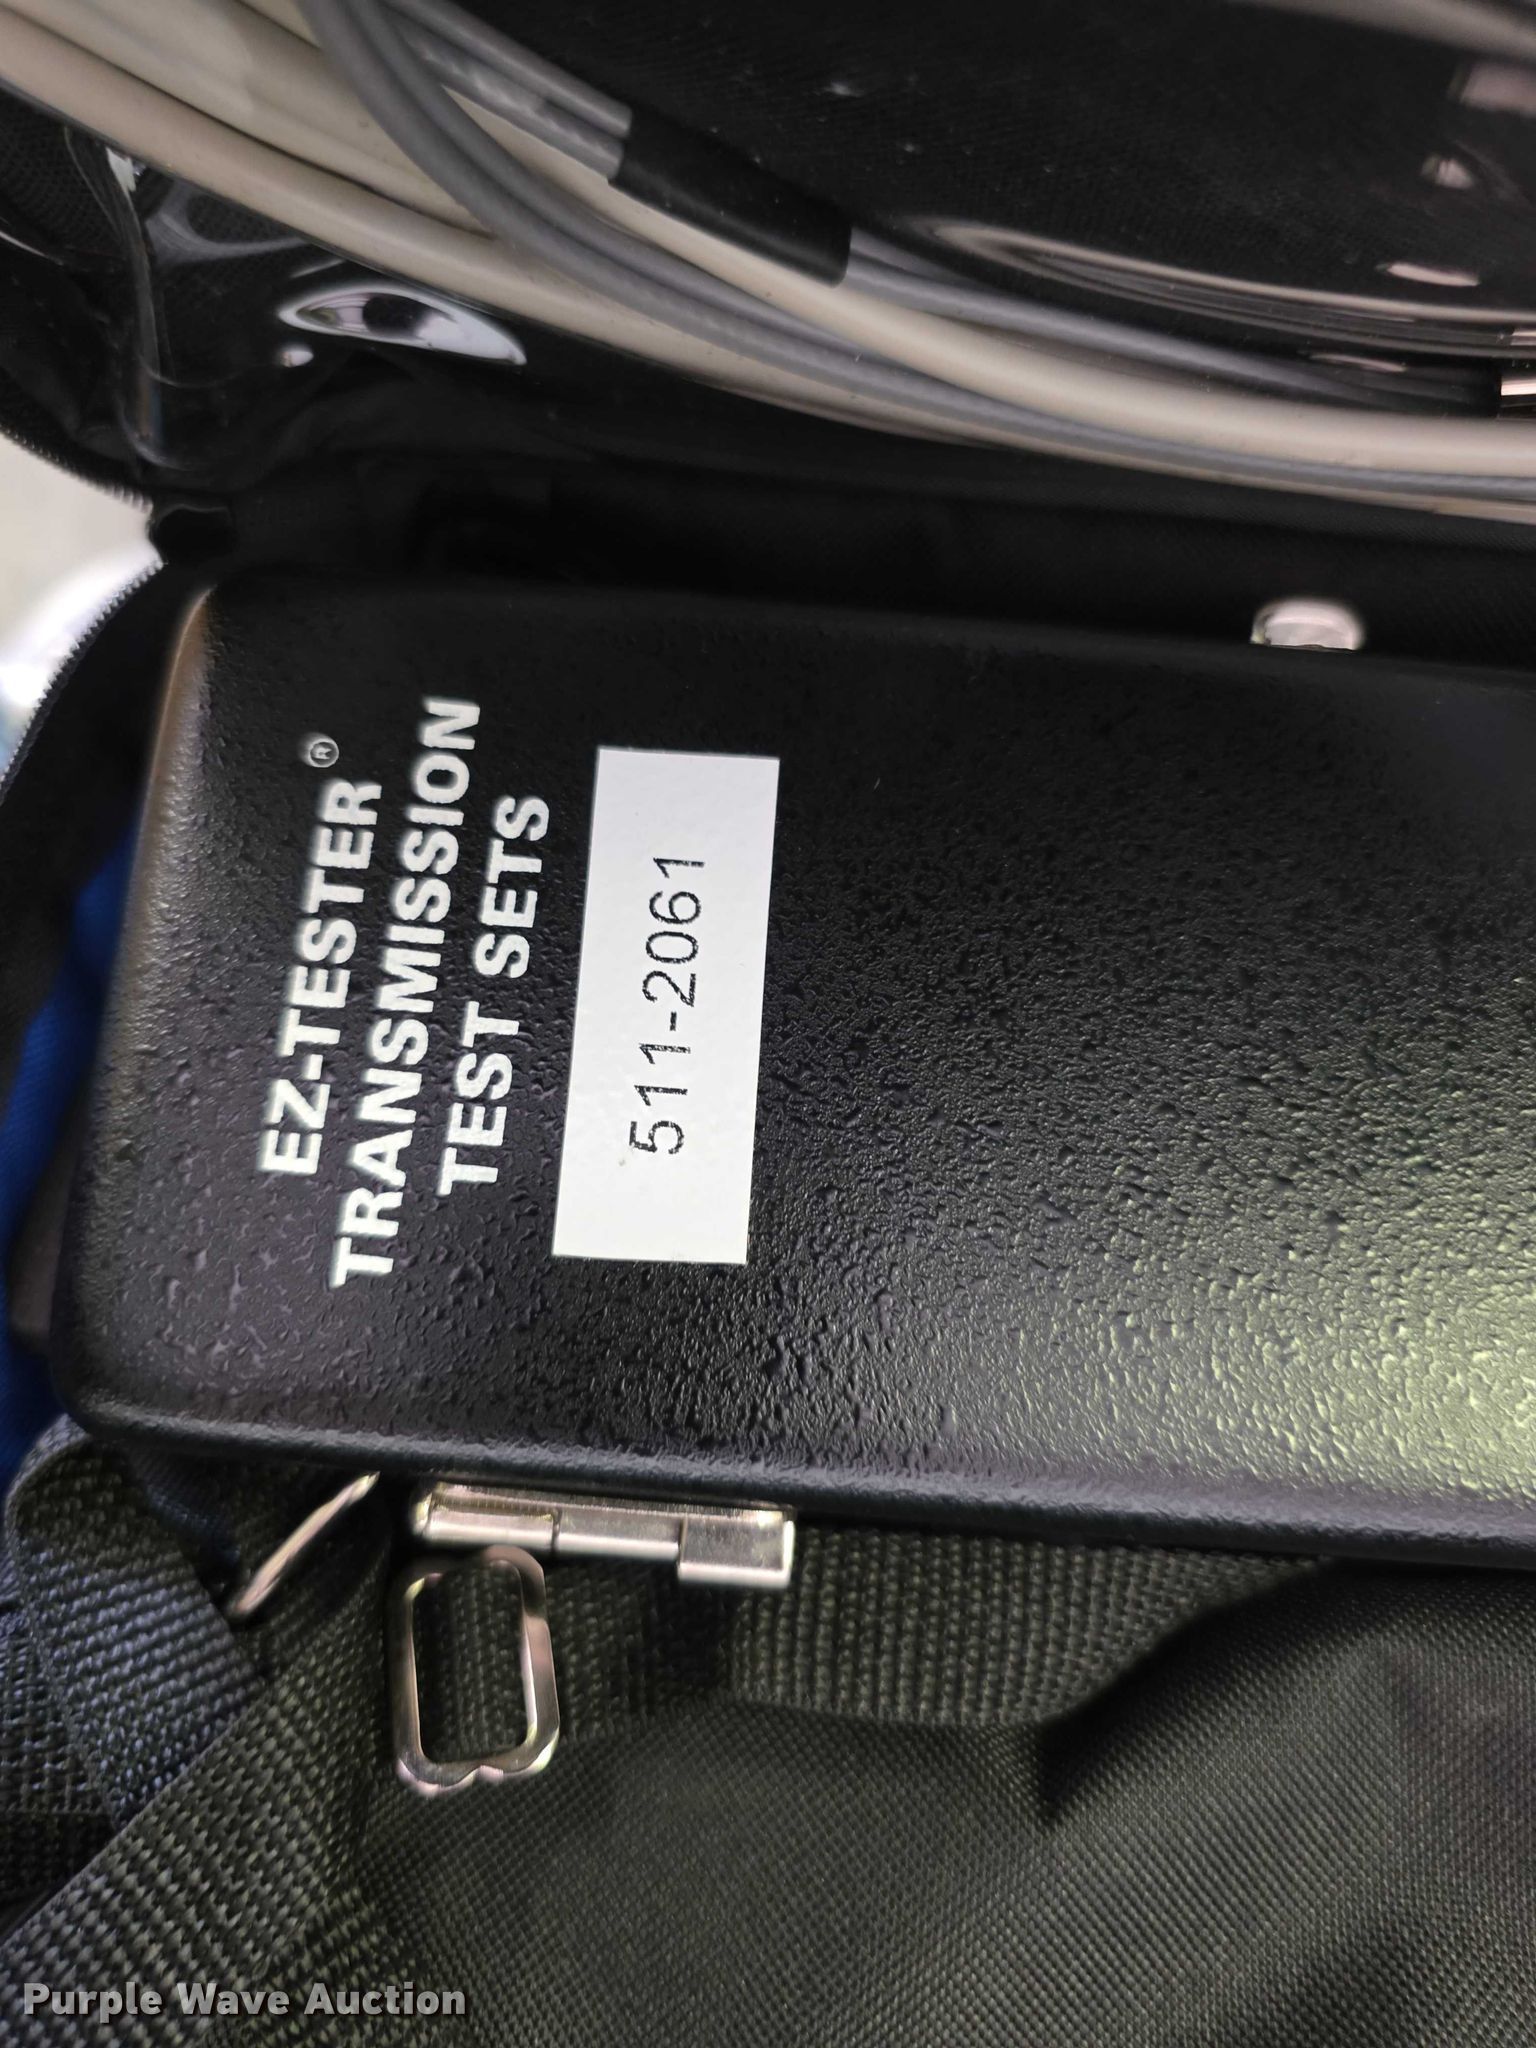 EZ-TESTER®
TRANSMISSION
TEST SETS
511-2061
Purple Wave Auction